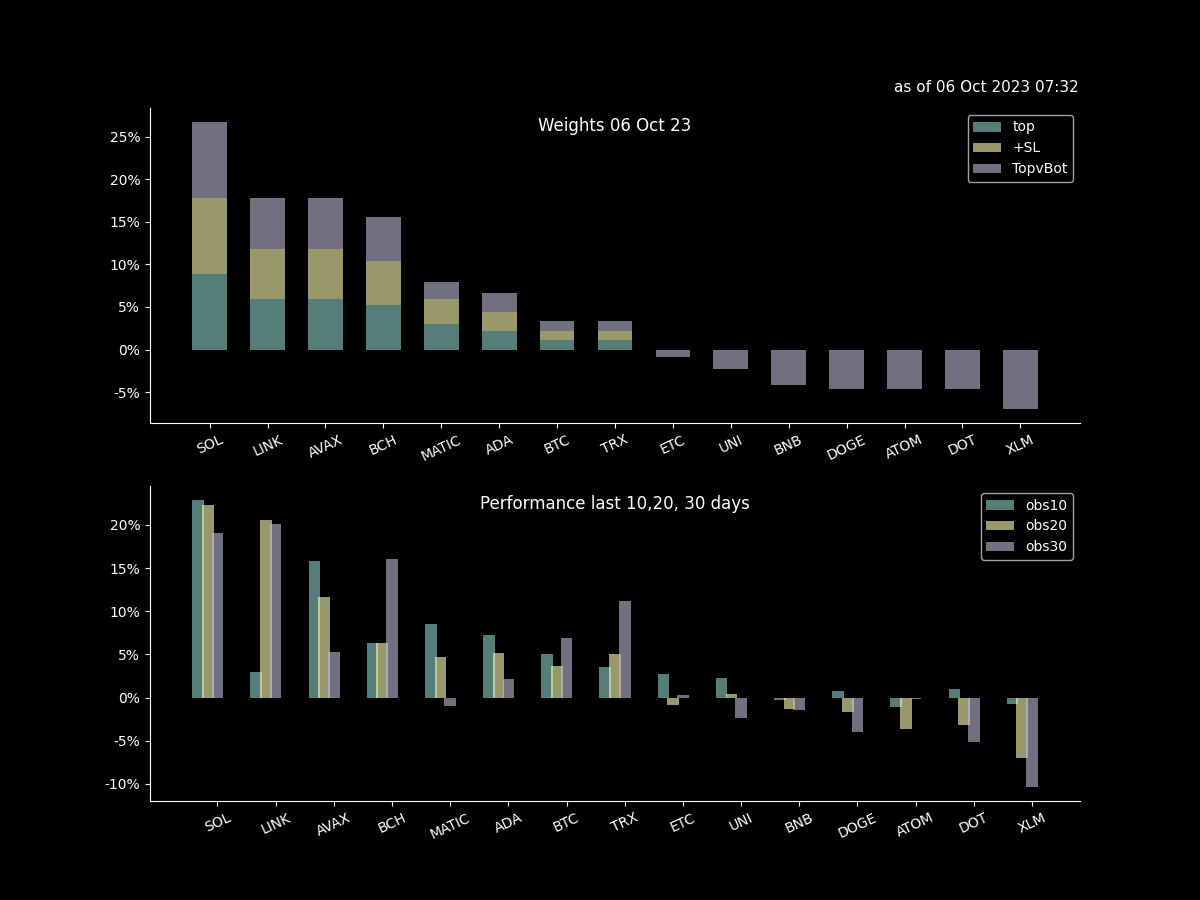 as of 06 Oct 2023 07:32
Weights 06 Oct 23
top
+SL
TopvBot
25%
20%
15%
10%
5%
0%
-5%
SOL LINK AVAX BCH MATIC ADA BTC TRX ETC UNI BNB DOGE ATOM DOT XLM
Performance last 10,20, 30 days
obs10
obs20
obs30
20%
15%
10%
5%
0%
-5%
-10%
SOL LINK AVAX BCH MATIC ADA BTC TRX ETC UNI BNB DOGE ATOM DOT XLM